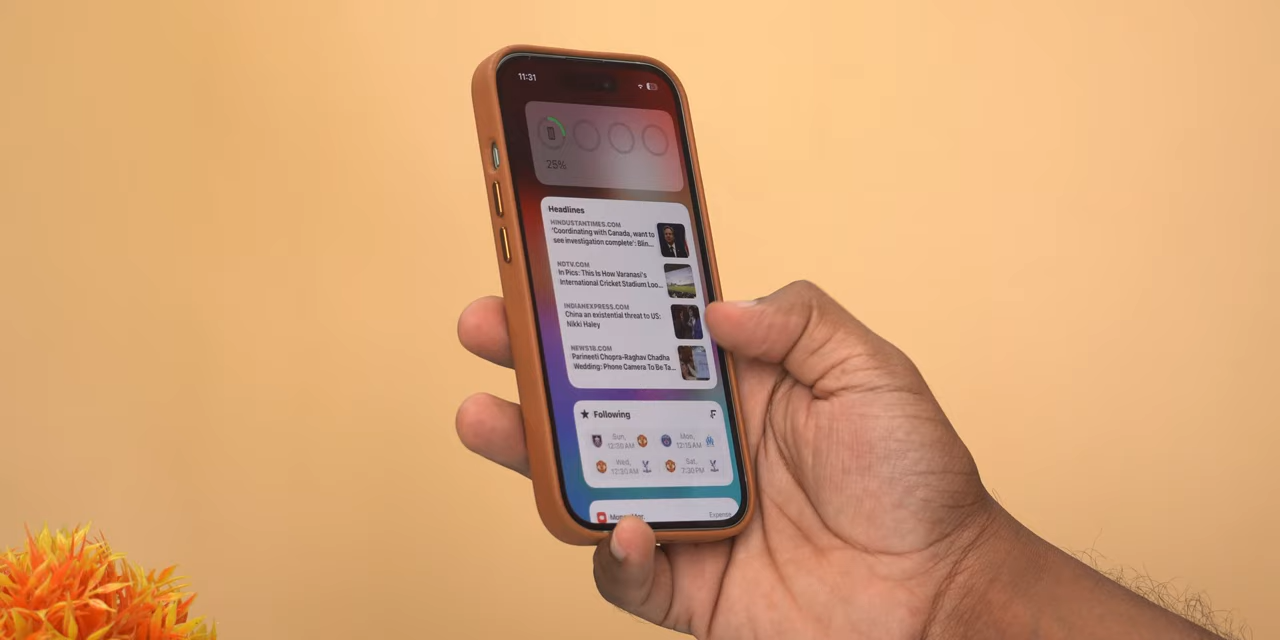 11:31
25%
Headlines
HINDUSTANTIMES.COM
'Coordinating with Canada, want to
see investigation complete': Blin...
NDTV.COM
In Pics: This Is How Varanasi's
International Cricket Stadium Loo...
INDIANEXPRESS.COM
China an existential threat to US:
Nikki Haley
NEWS18.COM
Parineeti Chopra-Raghav Chadha
Wedding: Phone Camera To Be Ta...
Following
Sun, Mon,
12:30 AM 12:15 AM
Wed, Sat,
12:30 AM 7:30 PM
Expense